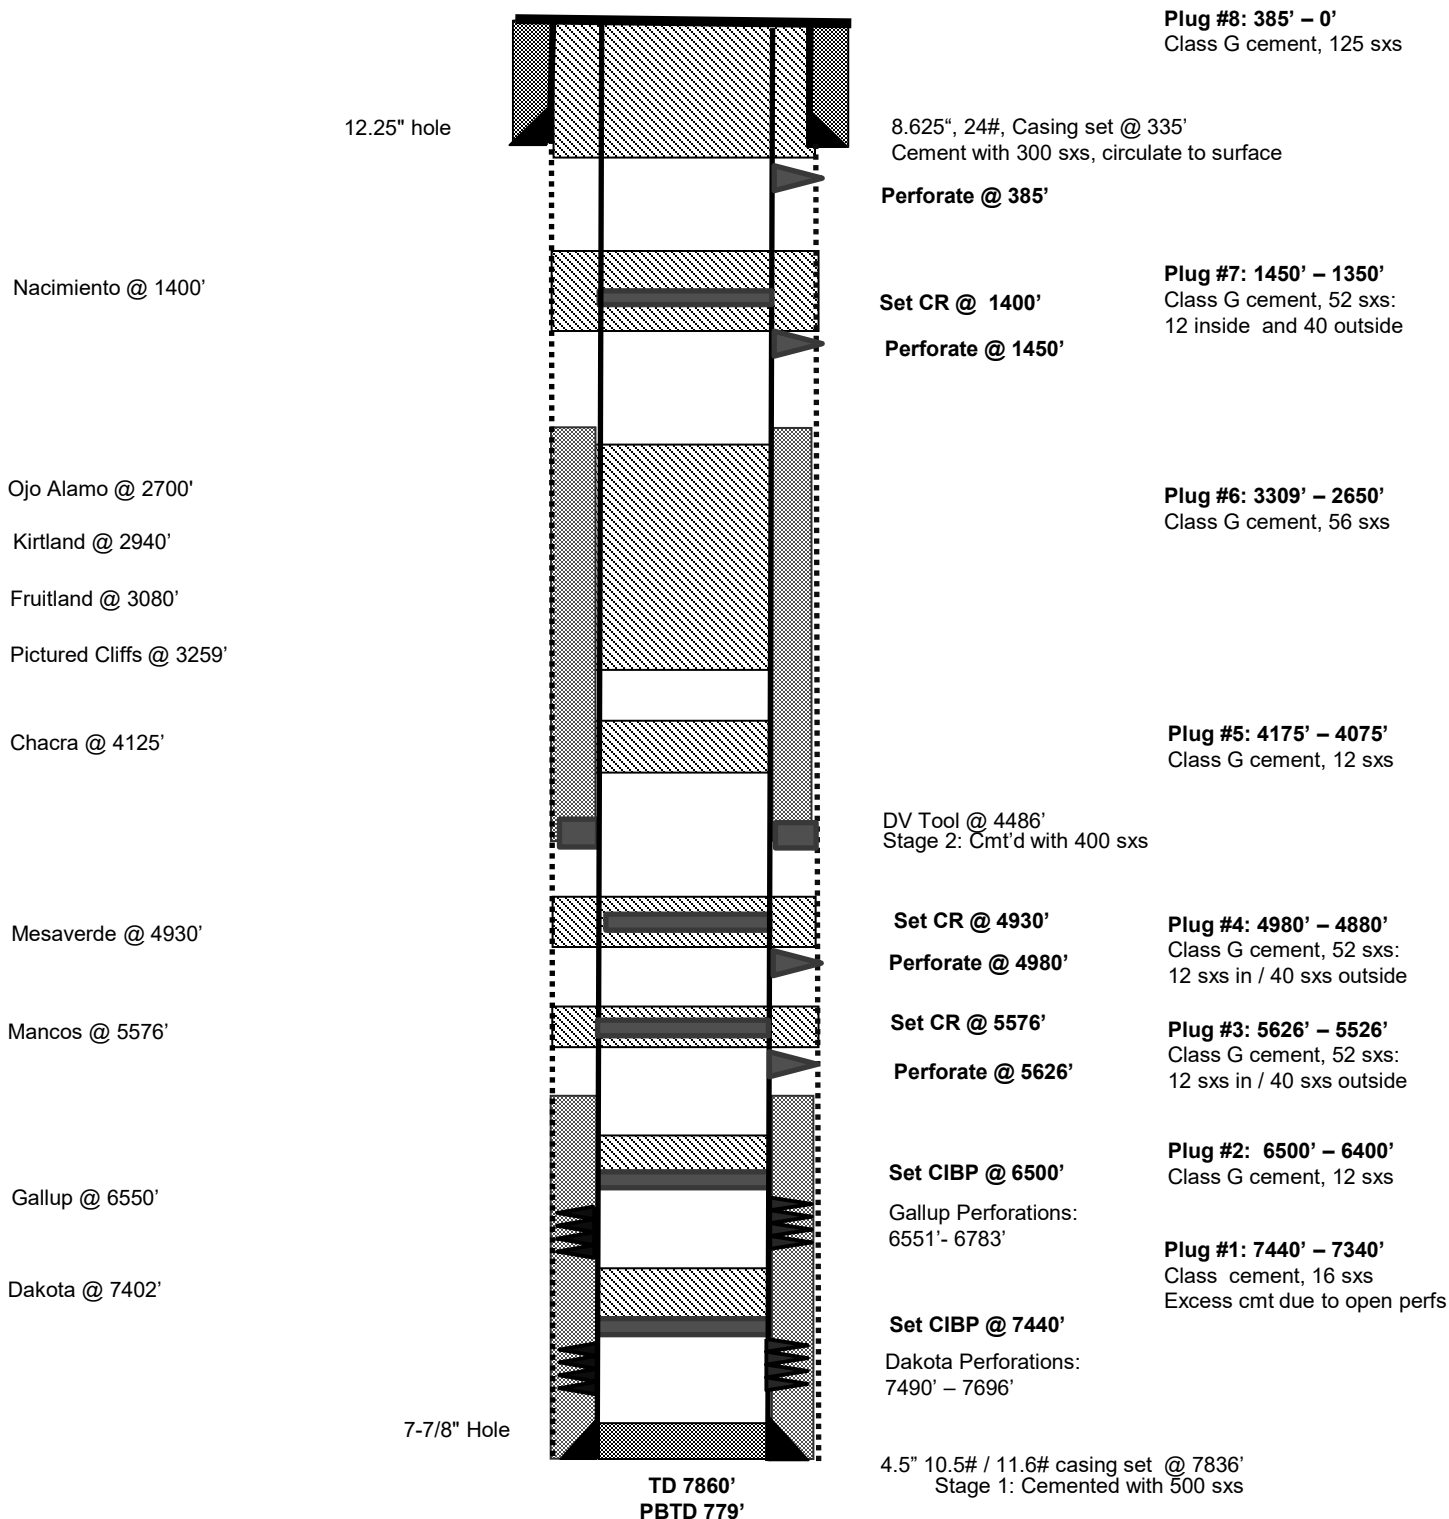 Plug #8: 385’ – 0’
Class G cement, 125 sxs
12.25" hole
8.625“, 24#, Casing set @ 335’
Cement with 300 sxs, circulate to surface
Perforate @ 385’
Nacimiento @ 1400’
Set CR @ 1400’
Perforate @ 1450’
Plug #7: 1450’ – 1350’
Class G cement, 52 sxs:
12 inside and 40 outside
Ojo Alamo @ 2700'
Kirtland @ 2940’
Fruitland @ 3080’
Pictured Cliffs @ 3259’
Plug #6: 3309’ – 2650’
Class G cement, 56 sxs
Chacra @ 4125’
Plug #5: 4175’ – 4075’
Class G cement, 12 sxs
DV Tool @ 4486’
Stage 2: Cmt’d with 400 sxs
Mesaverde @ 4930’
Set CR @ 4930’
Perforate @ 4980’
Plug #4: 4980’ – 4880’
Class G cement, 52 sxs:
12 sxs in / 40 sxs outside
Mancos @ 5576’
Set CR @ 5576’
Perforate @ 5626’
Plug #3: 5626’ – 5526’
Class G cement, 52 sxs:
12 sxs in / 40 sxs outside
Plug #2: 6500’ – 6400’
Class G cement, 12 sxs
Set CIBP @ 6500’
Gallup @ 6550’
Gallup Perforations:
6551’- 6783’
Plug #1: 7440’ – 7340’
Class cement, 16 sxs
Excess cmt due to open perfs
Dakota @ 7402’
Set CIBP @ 7440’
Dakota Perforations:
7490’ – 7696’
7-7/8" Hole
4.5” 10.5# / 11.6# casing set @ 7836’
Stage 1: Cemented with 500 sxs
TD 7860’
PBTD 779’